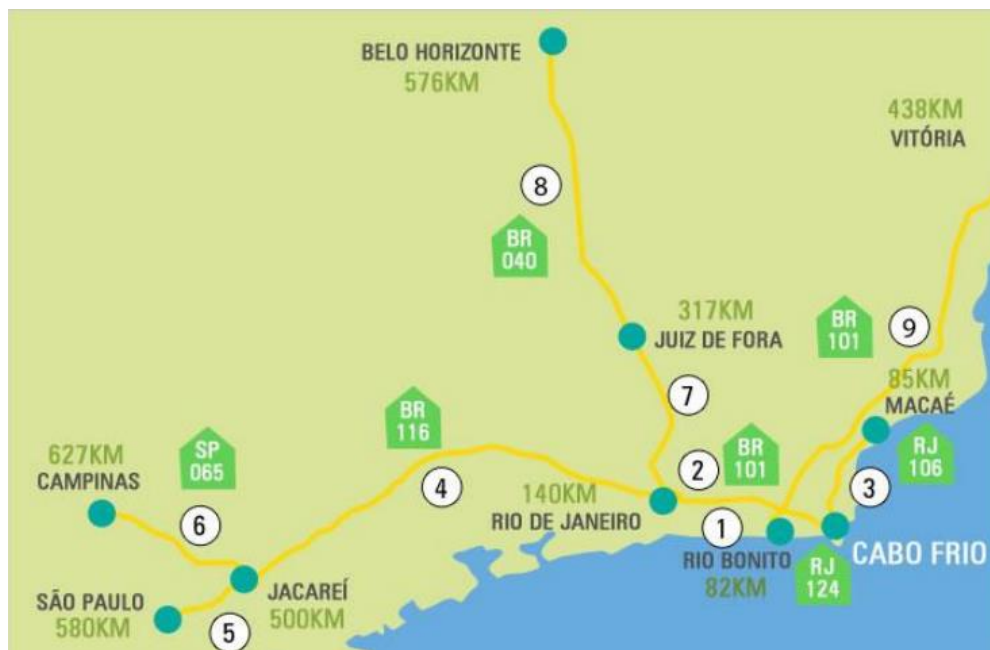 BELO HORIZONTE
576KM
438KM
VITÓRIA
8
BR
040
317KM
JUIZ DE FORA
BR
101
9
85KM
MACAÉ
7
BR
116
627KM
CAMPINAS
SP
065
4
2
BR
101
RJ
106
140KM
RIO DE JANEIRO
3
6
1
RIO BONITO
82KM
CABO FRIO
RJ
124
SÃO PAULO
580KM
JACAREÍ
500KM
5